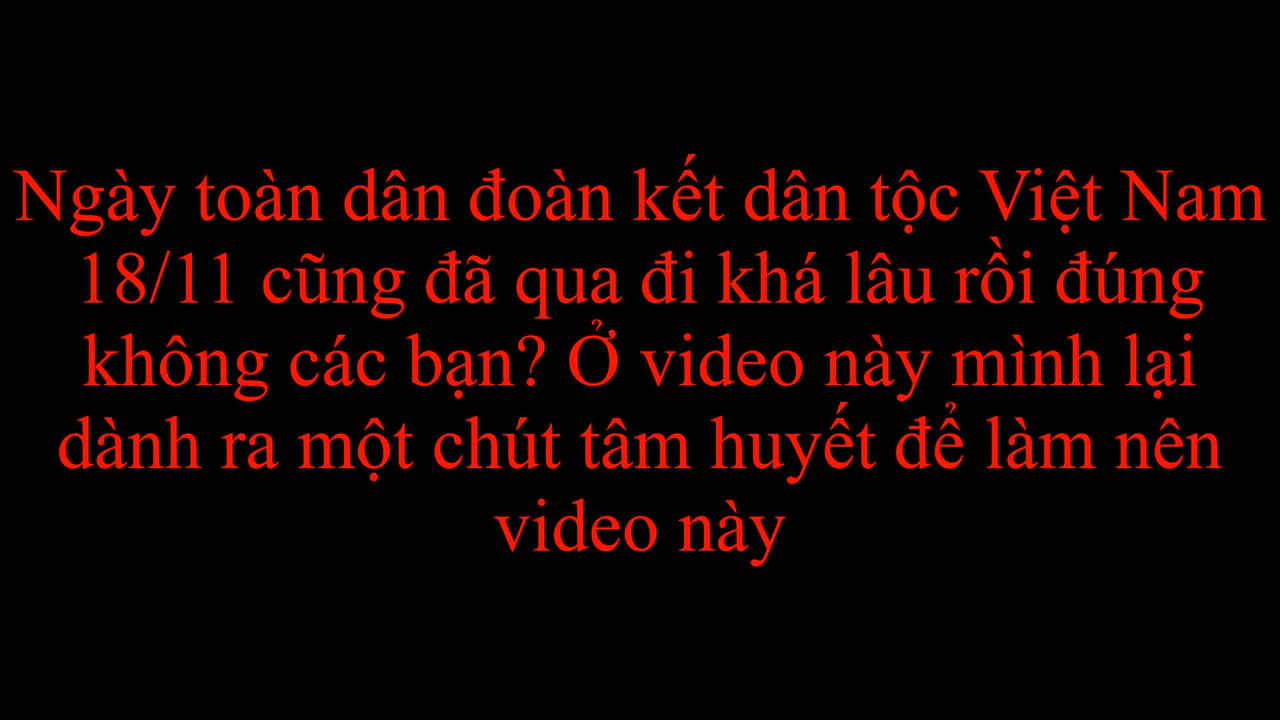 Ngày toàn dân đoàn kết dân tộc Việt Nam
18/11 cũng đã qua đi khá lâu rồi đúng
không các bạn? Ở video này mình lại
dành ra một chút tâm huyết để làm nên
video này